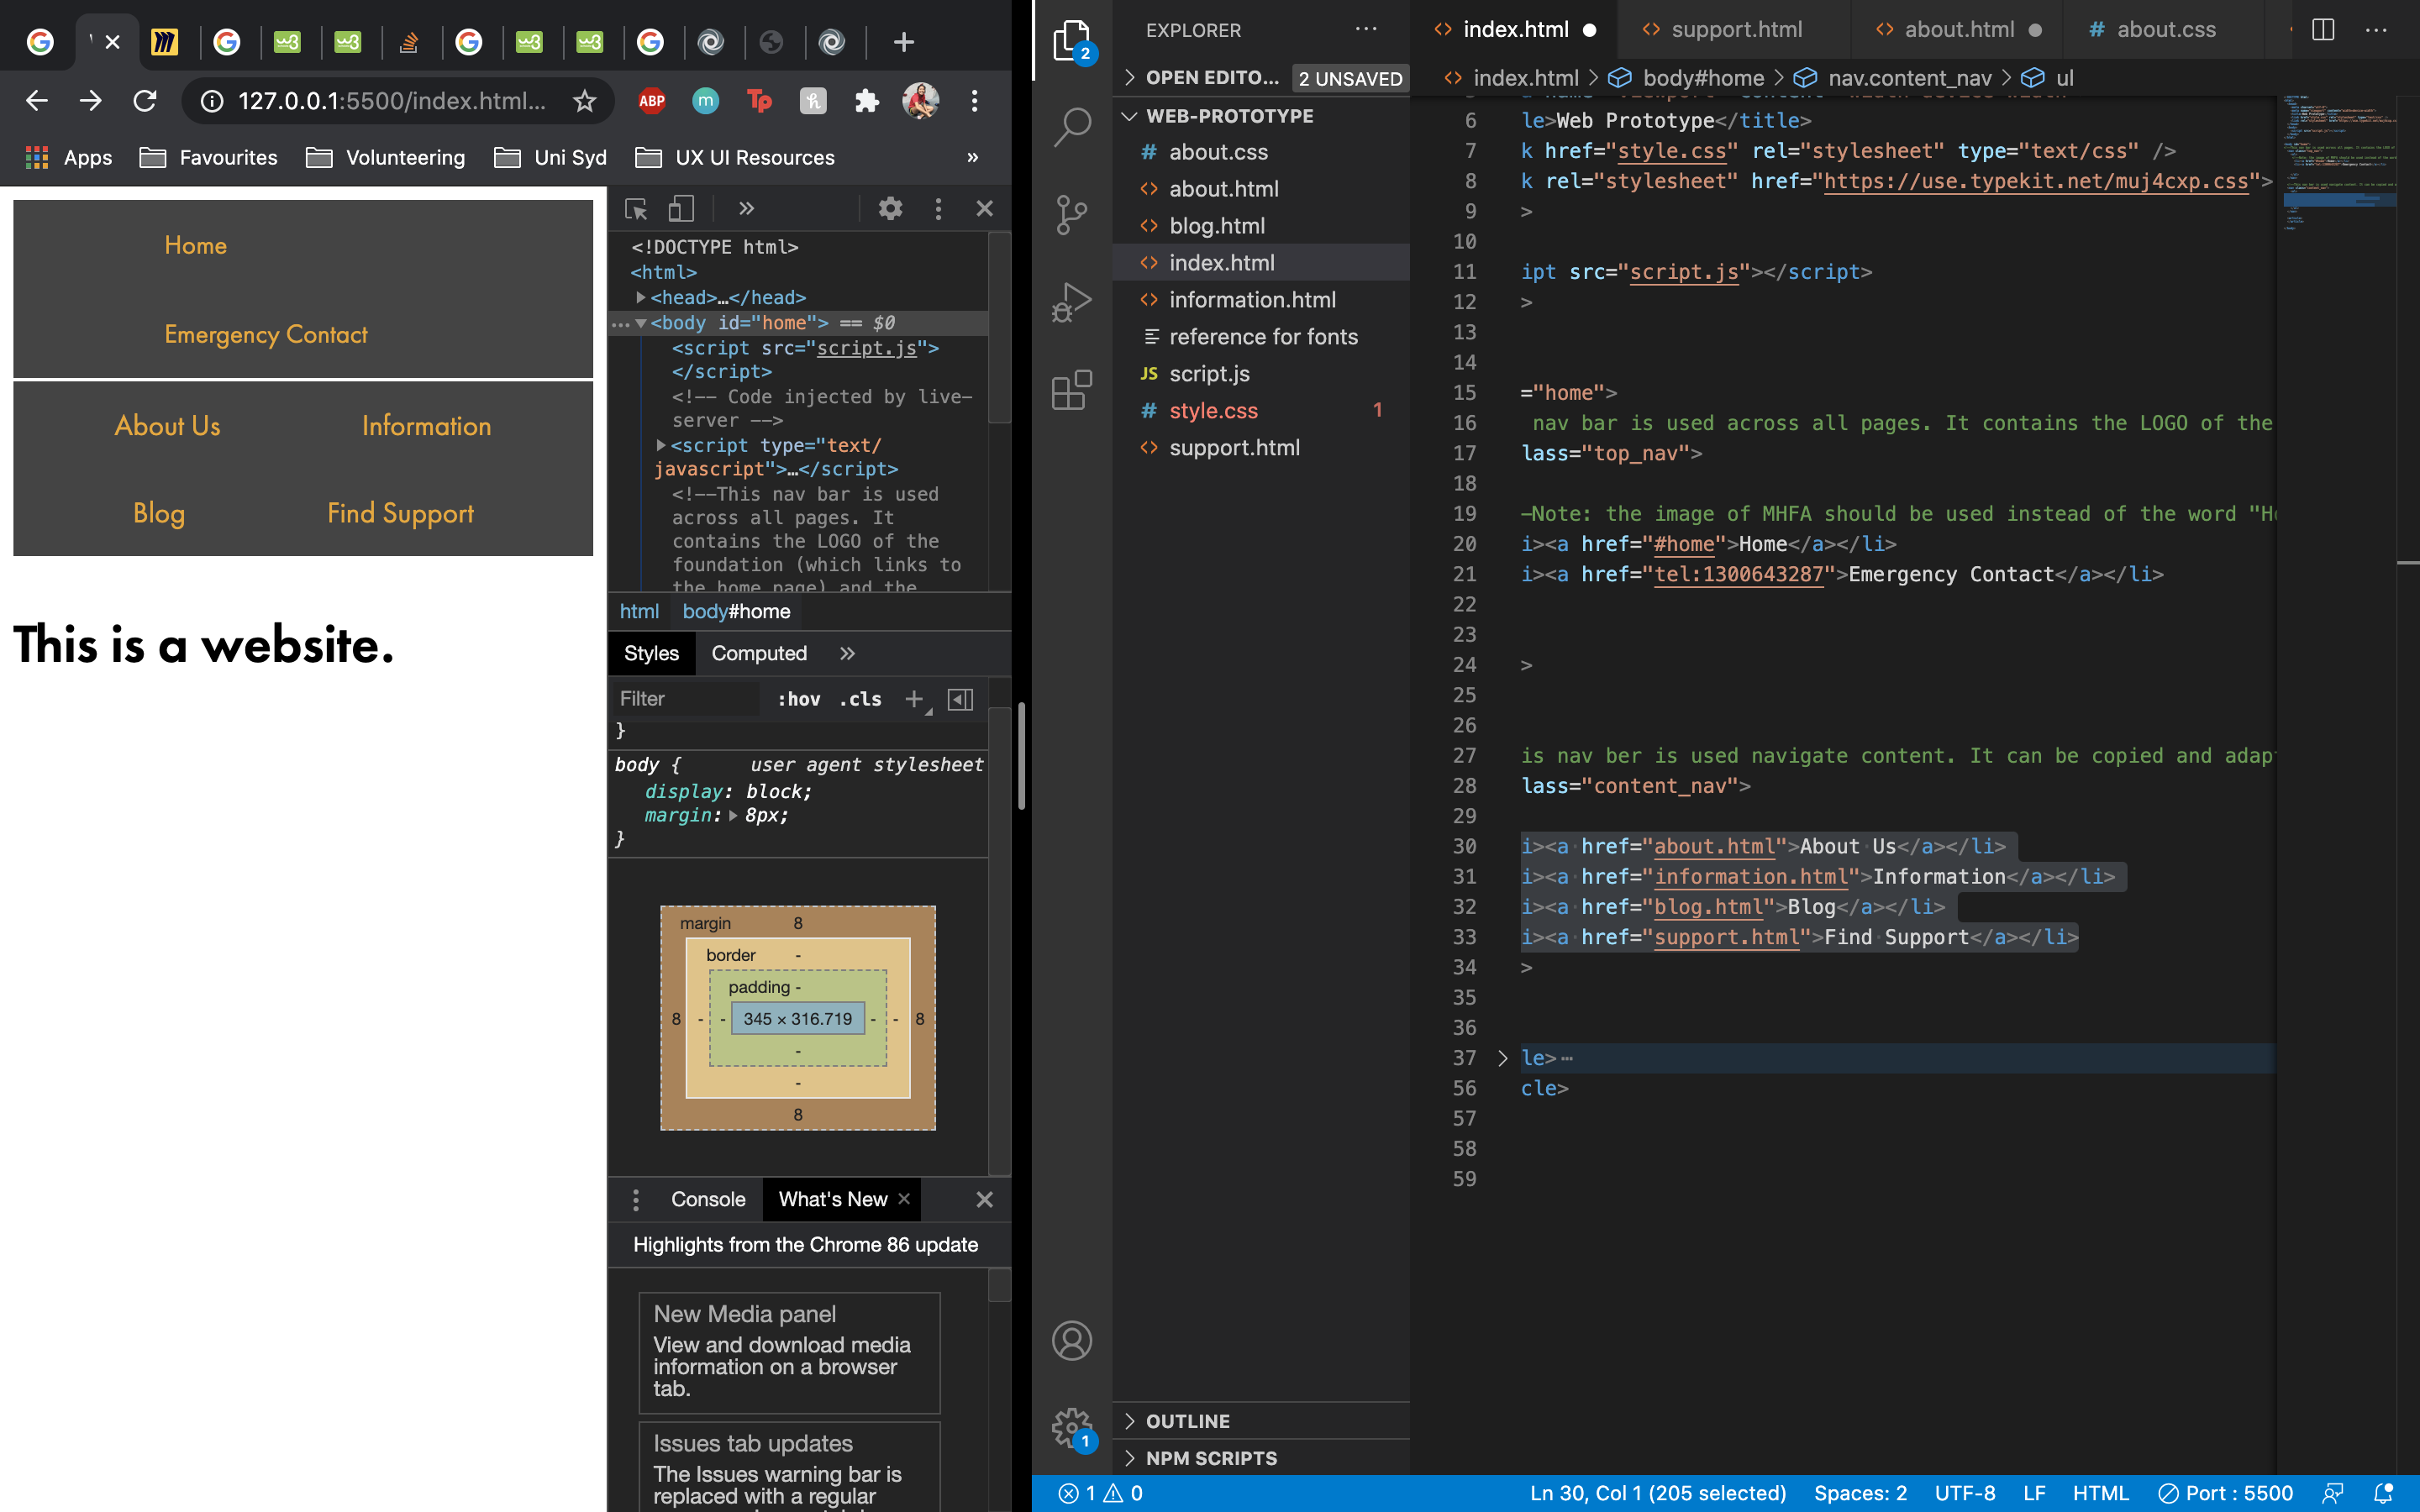 127.0.0.1:5500/index.html...
ABP
m
Tp
h
Apps
Favourites
Volunteering
Uni Syd
UX UI Resources
»
Home
Emergency Contact
About Us
Information
Blog
Find Support
This is a website.
<!DOCTYPE html>
<html>
<head>…</head>
<body id="home"> == $0
<script src="script.js">
</script>
<!-- Code injected by live-
server -->
<script type="text/
javascript">…</script>
<!--This nav bar is used
across all pages. It
contains the LOGO of the
foundation (which links to
the home page) and the
html
body#home
Styles
Computed
»
Filter
:hov
.cls
+
}
body {
user agent stylesheet
display: block;
margin: 8px;
}
margin
8
border
-
padding -
8
-
-
345 × 316.719
-
-
8
-
-
8
Console
What's New
Highlights from the Chrome 86 update
New Media panel
View and download media
information on a browser
tab.
Issues tab updates
The Issues warning bar is
replaced with a regular
2
1
EXPLORER
OPEN EDITO...
2 UNSAVED
WEB-PROTOTYPE
# about.css
<> about.html
<> blog.html
<> index.html
<> information.html
reference for fonts
JS script.js
# style.css 1
<> support.html
OUTLINE
NPM SCRIPTS
<> index.html
<> support.html
<> about.html
# about.css
<> index.html > body#home > nav.content_nav > ul
6 le>Web Prototype</title>
7 k href="style.css" rel="stylesheet" type="text/css" />
8 k rel="stylesheet" href="https://use.typekit.net/muj4cxp.css">
9 >
10
11 ipt src="script.js"></script>
12 >
13
14
15 ="home">
16 nav bar is used across all pages. It contains the LOGO of the
17 lass="top_nav">
18
19 —Note: the image of MHFA should be used instead of the word "H
20 i><a href="#home">Home</a></li>
21 i><a href="tel:1300643287">Emergency Contact</a></li>
22
23
24 >
25
26
27 is nav ber is used navigate content. It can be copied and adap
28 lass="content_nav">
29
30 i><a href="about.html">About Us</a></li>
31 i><a href="information.html">Information</a></li>
32 i><a href="blog.html">Blog</a></li>
33 i><a href="support.html">Find Support</a></li>
34 >
35
36
37 le>…
56 cle>
57
58
59
1
0
Ln 30, Col 1 (205 selected)
Spaces: 2
UTF-8
LF
HTML
Port : 5500